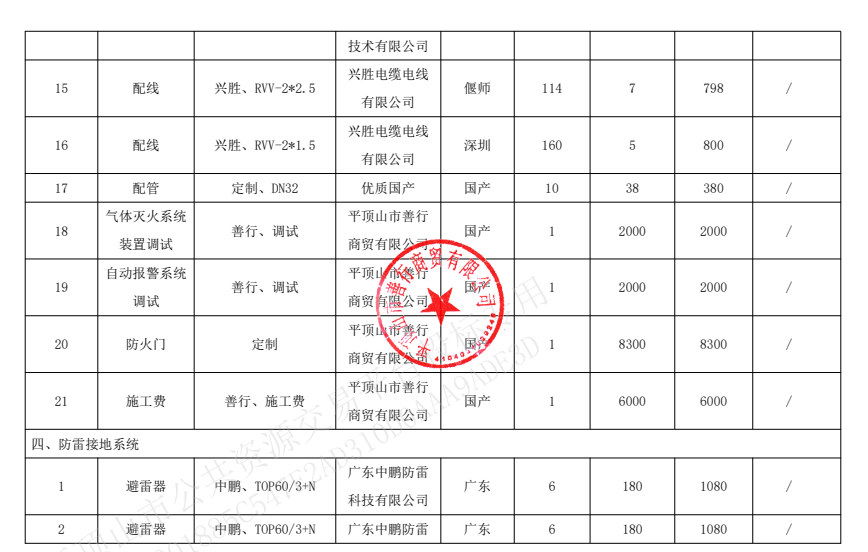 技术有限公司
15 配线 兴胜、RVV-2*2.5 兴胜电缆电线有限公司 偃师 114 7 798 /
16 配线 兴胜、RVV-2*1.5 兴胜电缆电线有限公司 深圳 160 5 800 /
17 配管 定制、DN32 优质国产 国产 10 38 380 /
18 气体灭火系统装置调试 善行、调试 平顶山市善行商贸有限公司 国产 1 2000 2000 /
19 自动报警系统调试 善行、调试 平顶山市善行商贸有限公司 国产 1 2000 2000 /
20 防火门 定制 平顶山市善行商贸有限公司 国产 1 8300 8300 /
21 施工费 善行、施工费 平顶山市善行商贸有限公司 国产 1 6000 6000 /
四、防雷接地系统
1 避雷器 中鹏、TOP60/3+N 广东中鹏防雷科技有限公司 广东 6 180 1080 /
2 避雷器 中鹏、TOP60/3+N 广东中鹏防雷 广东 6 180 1080 /
平顶山市善行商贸有限公司